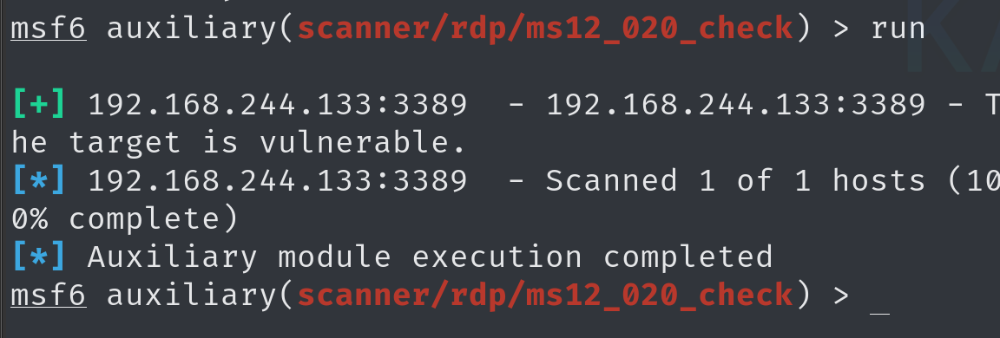 msf6 auxiliary(scanner/rdp/ms12_020_check) > run
[+] 192.168.244.133:3389  - 192.168.244.133:3389 - T
he target is vulnerable.
[*] 192.168.244.133:3389  - Scanned 1 of 1 hosts (10
0% complete)
[*] Auxiliary module execution completed
msf6 auxiliary(scanner/rdp/ms12_020_check) > _